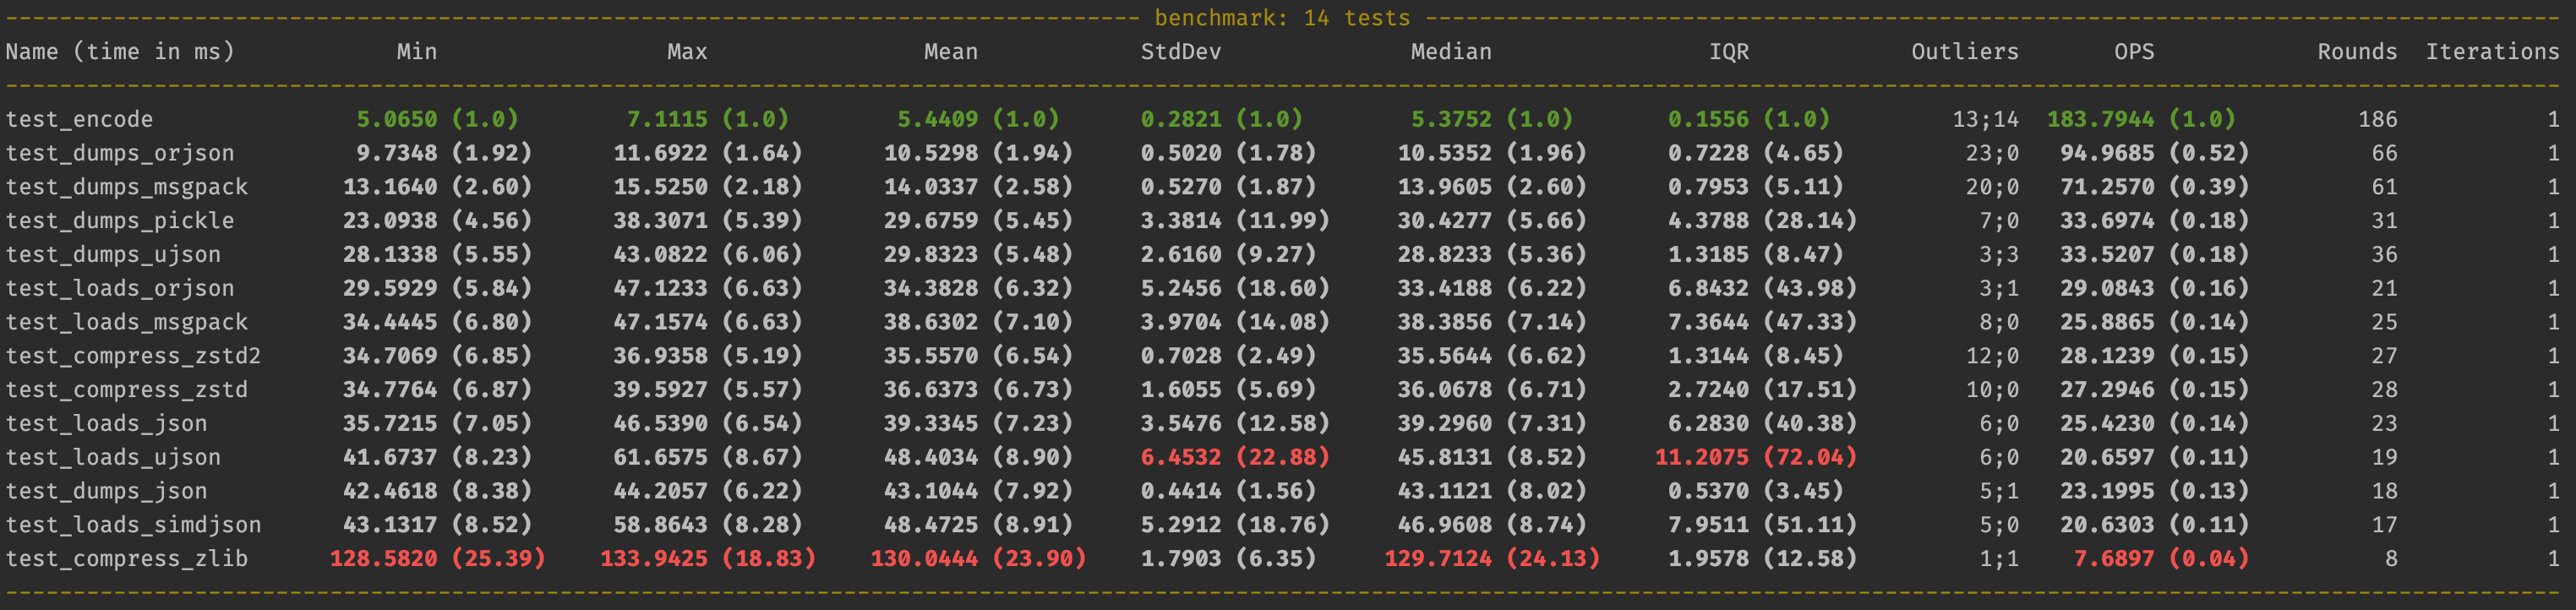 benchmark: 14 tests
Name (time in ms) Min Max Mean StdDev Median IQR Outliers OPS Rounds Iterations
test_encode 5.0650 (1.0) 7.1115 (1.0) 5.4409 (1.0) 0.2821 (1.0) 5.3752 (1.0) 0.1556 (1.0) 13;14 183.7944 (1.0) 186 1
test_dumps_orjson 9.7348 (1.92) 11.6922 (1.64) 10.5298 (1.94) 0.5020 (1.78) 10.5352 (1.96) 0.7228 (4.65) 23;0 94.9685 (0.52) 66 1
test_dumps_msgpack 13.1640 (2.60) 15.5250 (2.18) 14.0337 (2.58) 0.5270 (1.87) 13.9605 (2.60) 0.7953 (5.11) 20;0 71.2570 (0.39) 61 1
test_dumps_pickle 23.0938 (4.56) 38.3071 (5.39) 29.6759 (5.45) 3.3814 (11.99) 30.4277 (5.66) 4.3788 (28.14) 7;0 33.6974 (0.18) 31 1
test_dumps_ujson 28.1338 (5.55) 43.0822 (6.06) 29.8323 (5.48) 2.6160 (9.27) 28.8233 (5.36) 1.3185 (8.47) 3;3 33.5207 (0.18) 36 1
test_loads_orjson 29.5929 (5.84) 47.1233 (6.63) 34.3828 (6.32) 5.2456 (18.60) 33.4188 (6.22) 6.8432 (43.98) 3;1 29.0843 (0.16) 21 1
test_loads_msgpack 34.4445 (6.80) 47.1574 (6.63) 38.6302 (7.10) 3.9704 (14.08) 38.3856 (7.14) 7.3644 (47.33) 8;0 25.8865 (0.14) 25 1
test_compress_zstd2 34.7069 (6.85) 36.9358 (5.19) 35.5570 (6.54) 0.7028 (2.49) 35.5644 (6.62) 1.3144 (8.45) 12;0 28.1239 (0.15) 27 1
test_compress_zstd 34.7764 (6.87) 39.5927 (5.57) 36.6373 (6.73) 1.6055 (5.69) 36.0678 (6.71) 2.7240 (17.51) 10;0 27.2946 (0.15) 28 1
test_loads_json 35.7215 (7.05) 46.5390 (6.54) 39.3345 (7.23) 3.5476 (12.58) 39.2960 (7.31) 6.2830 (40.38) 6;0 25.4230 (0.14) 23 1
test_loads_ujson 41.6737 (8.23) 61.6575 (8.67) 48.4034 (8.90) 6.4532 (22.88) 45.8131 (8.52) 11.2075 (72.04) 6;0 20.6597 (0.11) 19 1
test_dumps_json 42.4618 (8.38) 44.2057 (6.22) 43.1044 (7.92) 0.4414 (1.56) 43.1121 (8.02) 0.5370 (3.45) 5;1 23.1995 (0.13) 18 1
test_loads_simdjson 43.1317 (8.52) 58.8643 (8.28) 48.4725 (8.91) 5.2912 (18.76) 46.9608 (8.74) 7.9511 (51.11) 5;0 20.6303 (0.11) 17 1
test_compress_zlib 128.5820 (25.39) 133.9425 (18.83) 130.0444 (23.90) 1.7903 (6.35) 129.7124 (24.13) 1.9578 (12.58) 1;1 7.6897 (0.04) 8 1